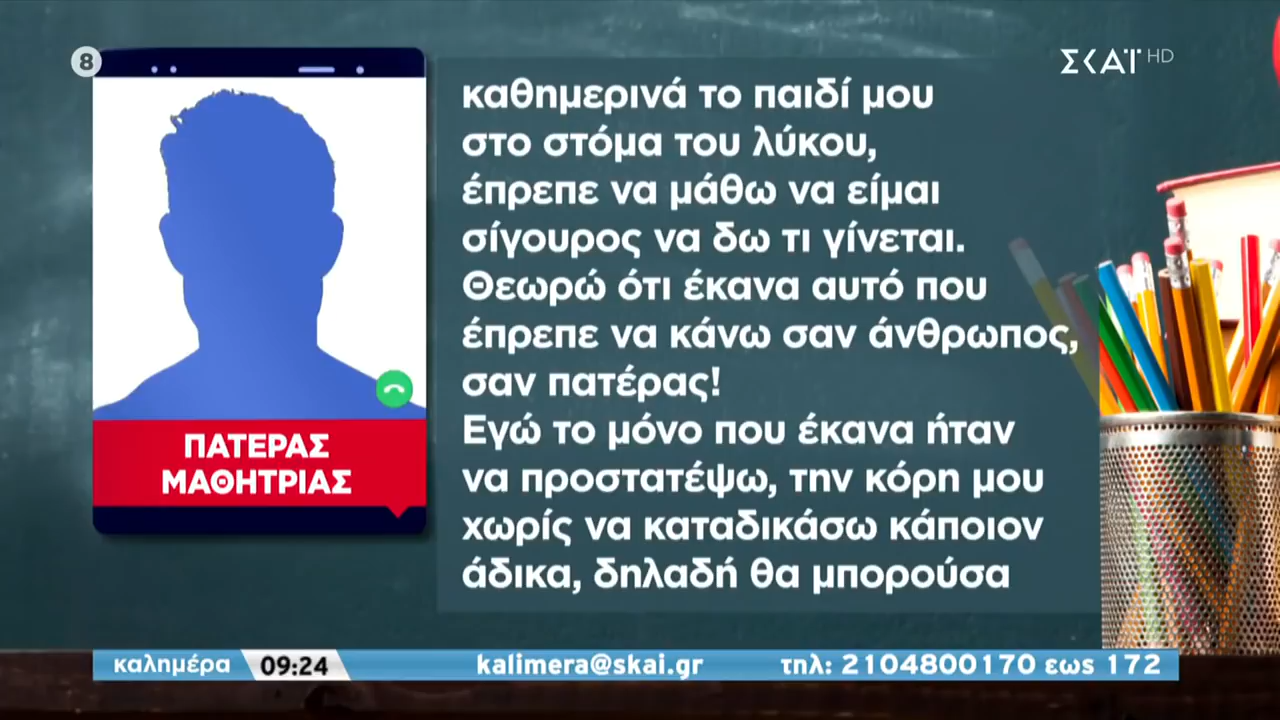 8
ΣΚΑΪ HD
καθημερινά το παιδί μου
στο στόμα του λύκου,
έπρεπε να μάθω να είμαι
σίγουρος να δω τι γίνεται.
Θεωρώ ότι έκανα αυτό που
έπρεπε να κάνω σαν άνθρωπος,
σαν πατέρας!
Εγώ το μόνο που έκανα ήταν
να προστατέψω, την κόρη μου
χωρίς να καταδικάσω κάποιον
άδικα, δηλαδή θα μπορούσα
ΠΑΤΕΡΑΣ
ΜΑΘΗΤΡΙΑΣ
καλημέρα 09:24 kalimera@skai.gr τηλ: 2104800170 εως 172